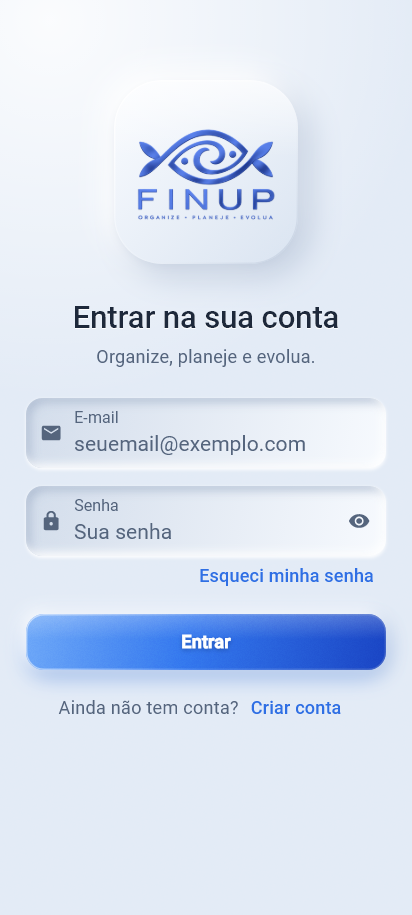 FINUP
ORGANIZE • PLANEJE • EVOLUA
Entrar na sua conta
Organize, planeje e evolua.
E-mail
seuemail@exemplo.com
Senha
Sua senha
Esqueci minha senha
Entrar
Ainda não tem conta? Criar conta